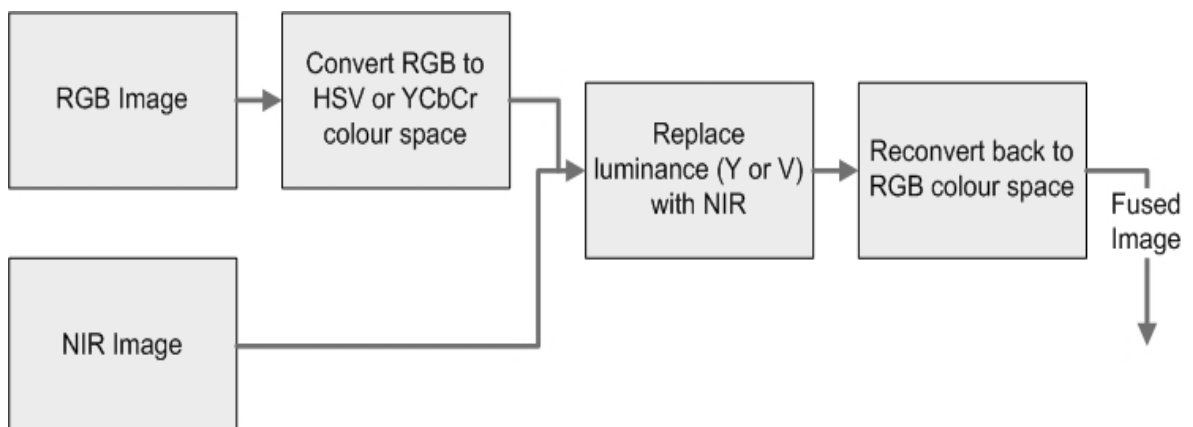 RGB Image
Convert RGB to
HSV or YCbCr
colour space
Replace
luminance (Y or V)
with NIR
Reconvert back to
RGB colour space
Fused
Image
NIR Image